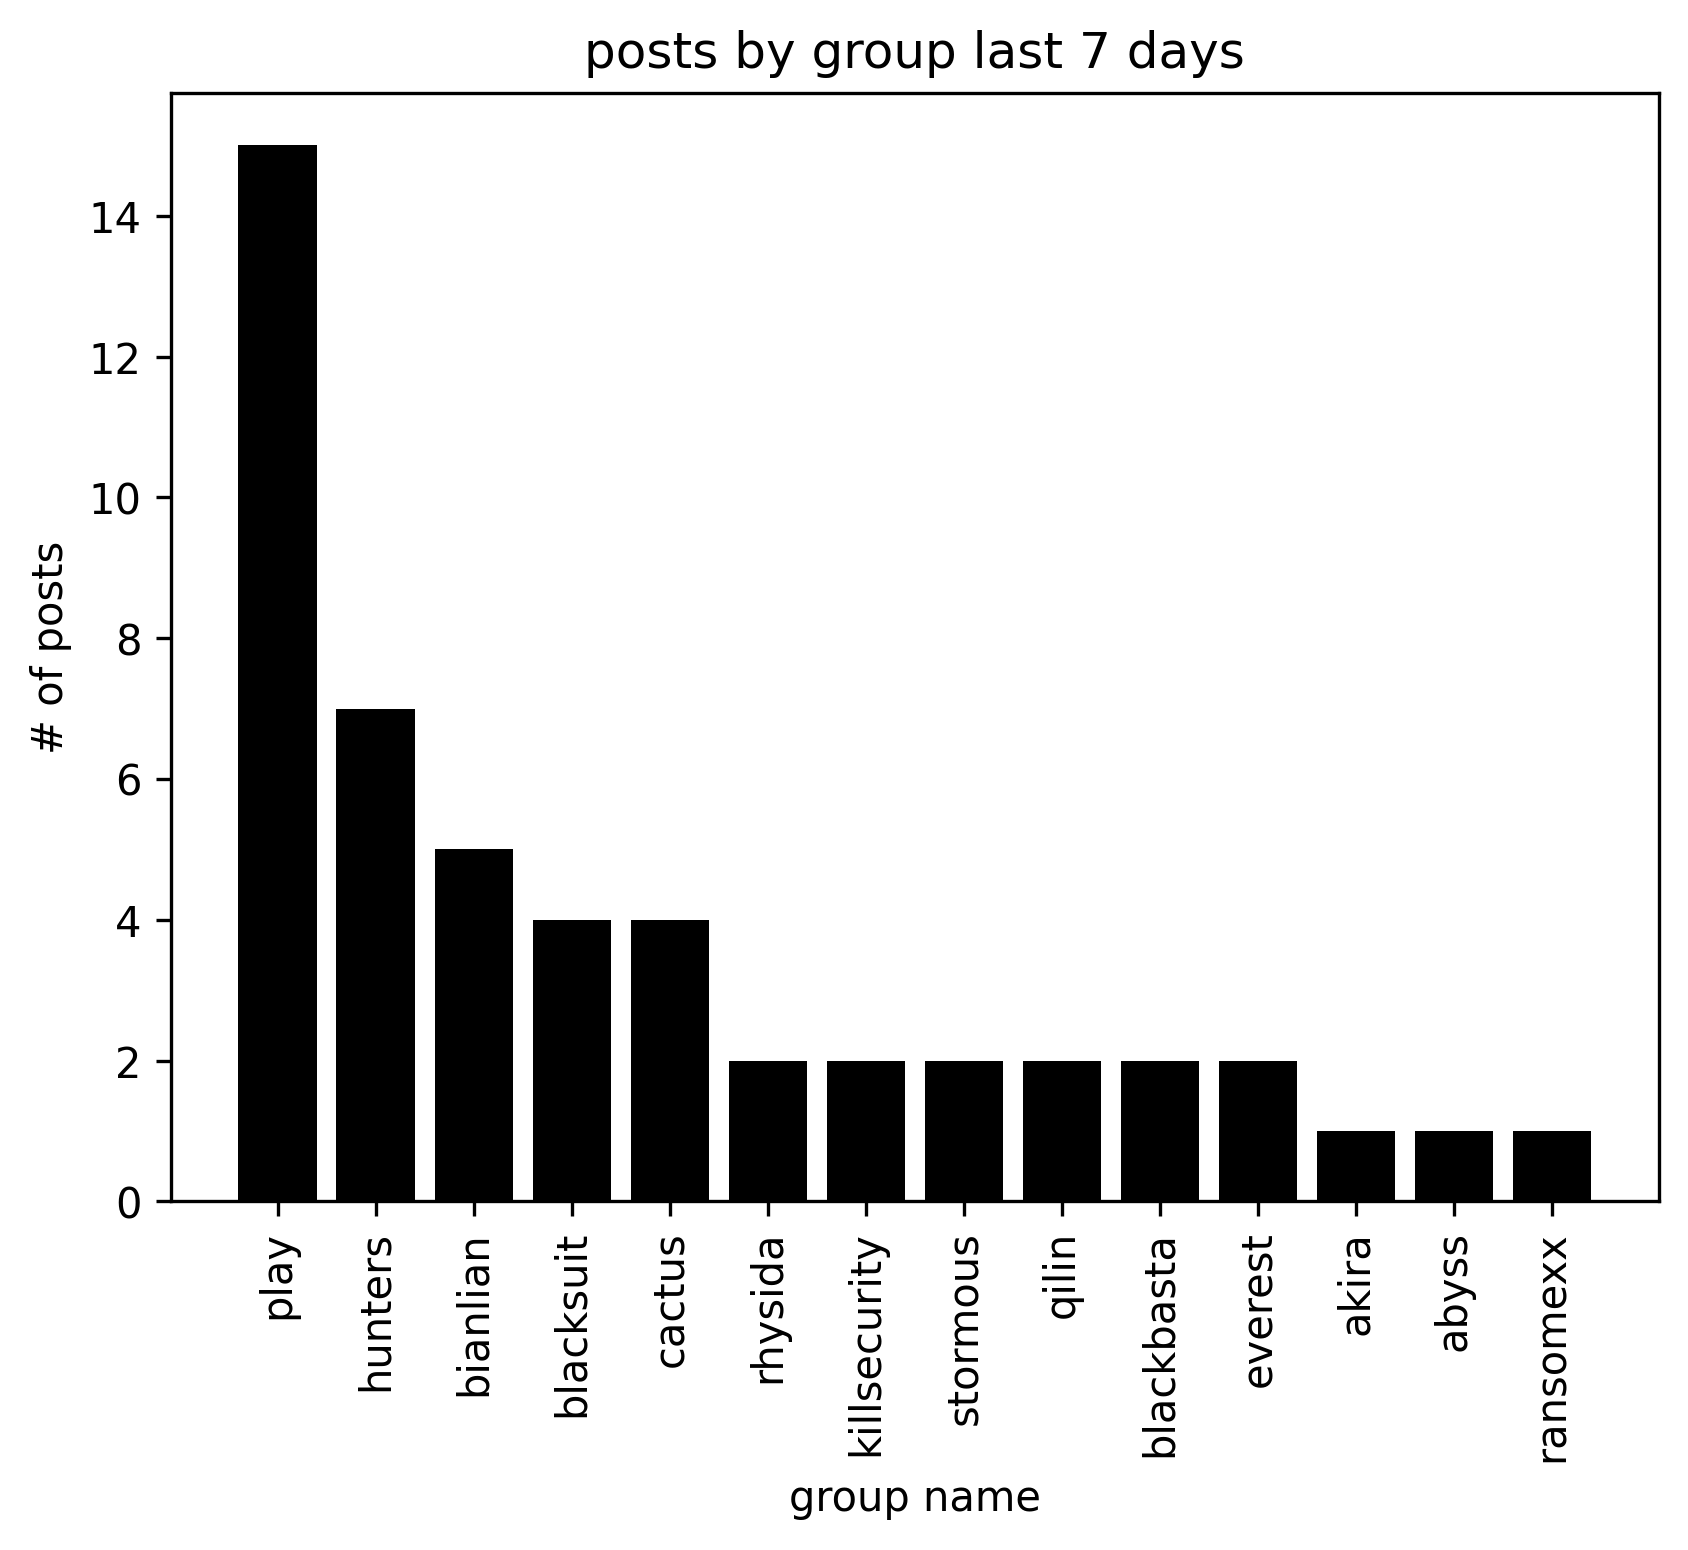 posts by group last 7 days
# of posts
14
12
10
8
6
4
2
0
play
hunters
bianlian
blacksuit
cactus
rhysida
killsecurity
stormous
qilin
blackbasta
everest
akira
abyss
ransomexx
group name